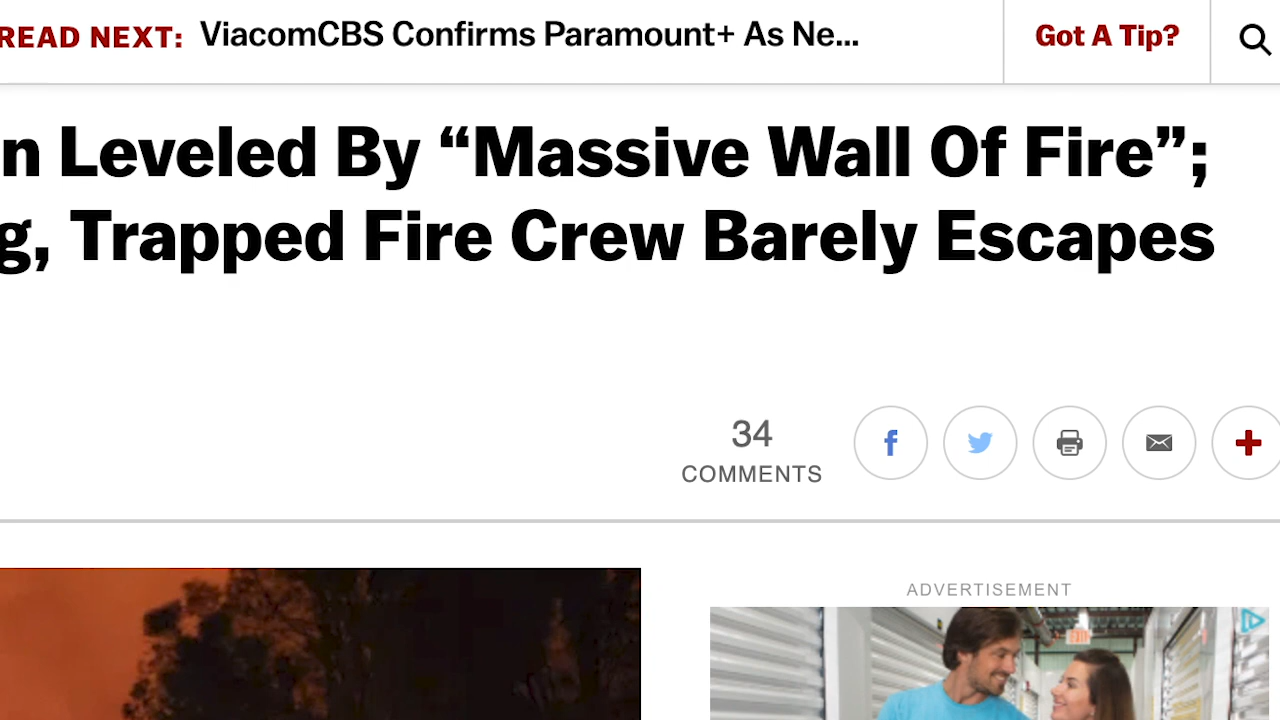 READ NEXT: ViacomCBS Confirms Paramount+ As Ne...
Got A Tip?
n Leveled By “Massive Wall Of Fire”;
g, Trapped Fire Crew Barely Escapes
34
COMMENTS
ADVERTISEMENT
EXIT